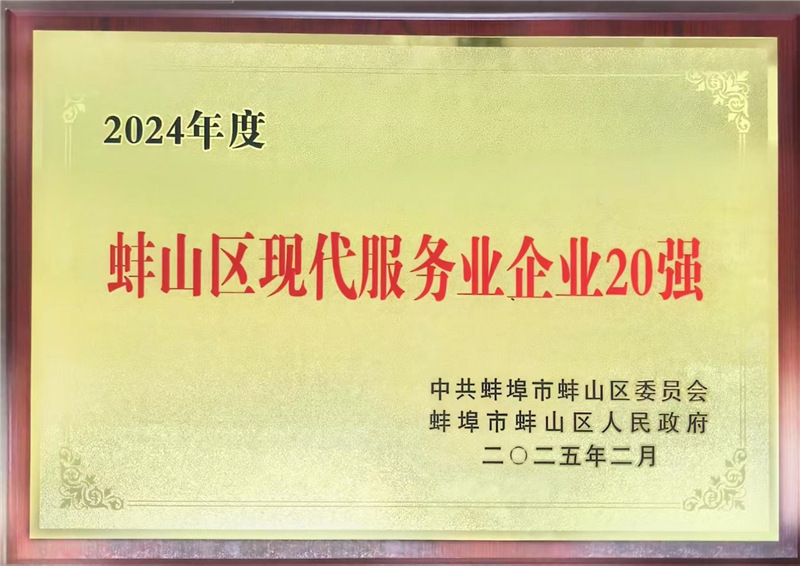 2024年度
蚌山区现代服务业企业20强
中共蚌埠市蚌山区委员会
蚌埠市蚌山区人民政府
二〇二五年二月